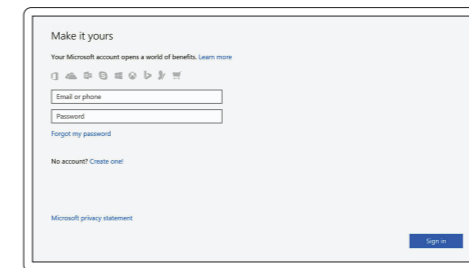 Make it yours
Your Microsoft account opens a world of benefits. Learn more
Email or phone
Password
Forgot my password
No account? Create one!
Microsoft privacy statement
Sign in